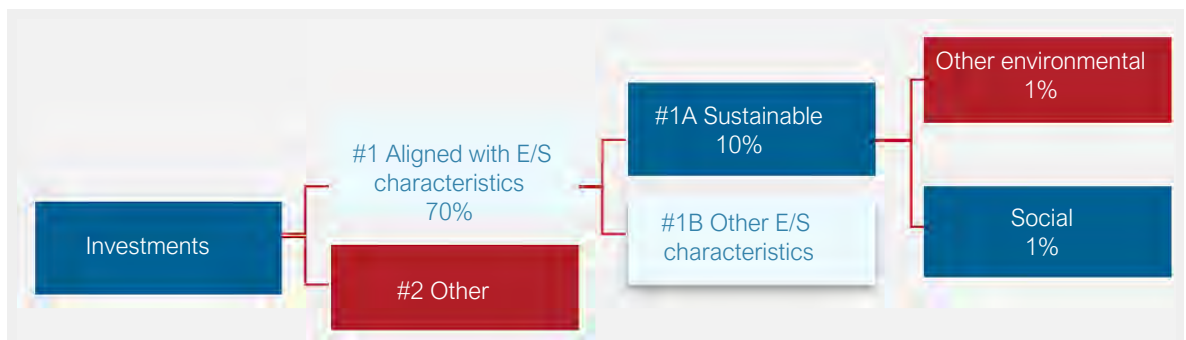 Investments
#1 Aligned with E/S
characteristics
70%
#2 Other
#1A Sustainable
10%
#1B Other E/S
characteristics
Other environmental
1%
Social
1%